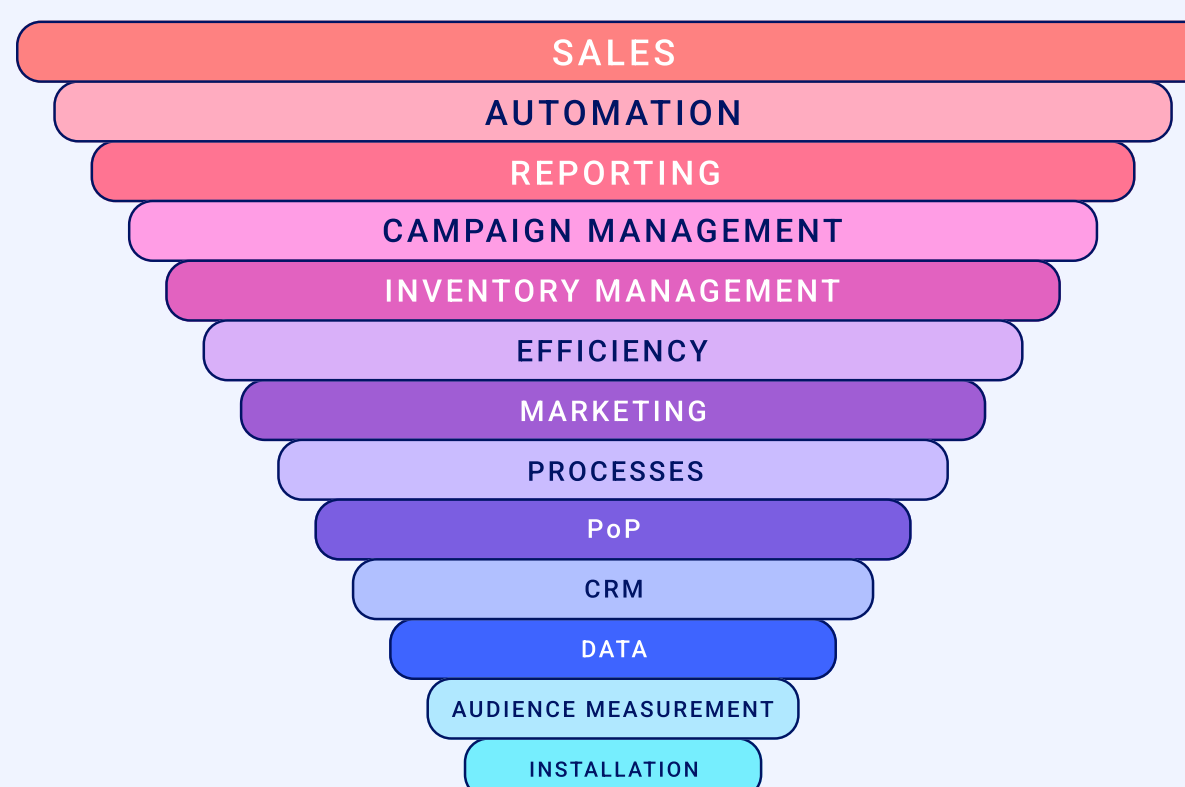 SALES
AUTOMATION
REPORTING
CAMPAIGN MANAGEMENT
INVENTORY MANAGEMENT
EFFICIENCY
MARKETING
PROCESSES
PoP
CRM
DATA
AUDIENCE MEASUREMENT
INSTALLATION